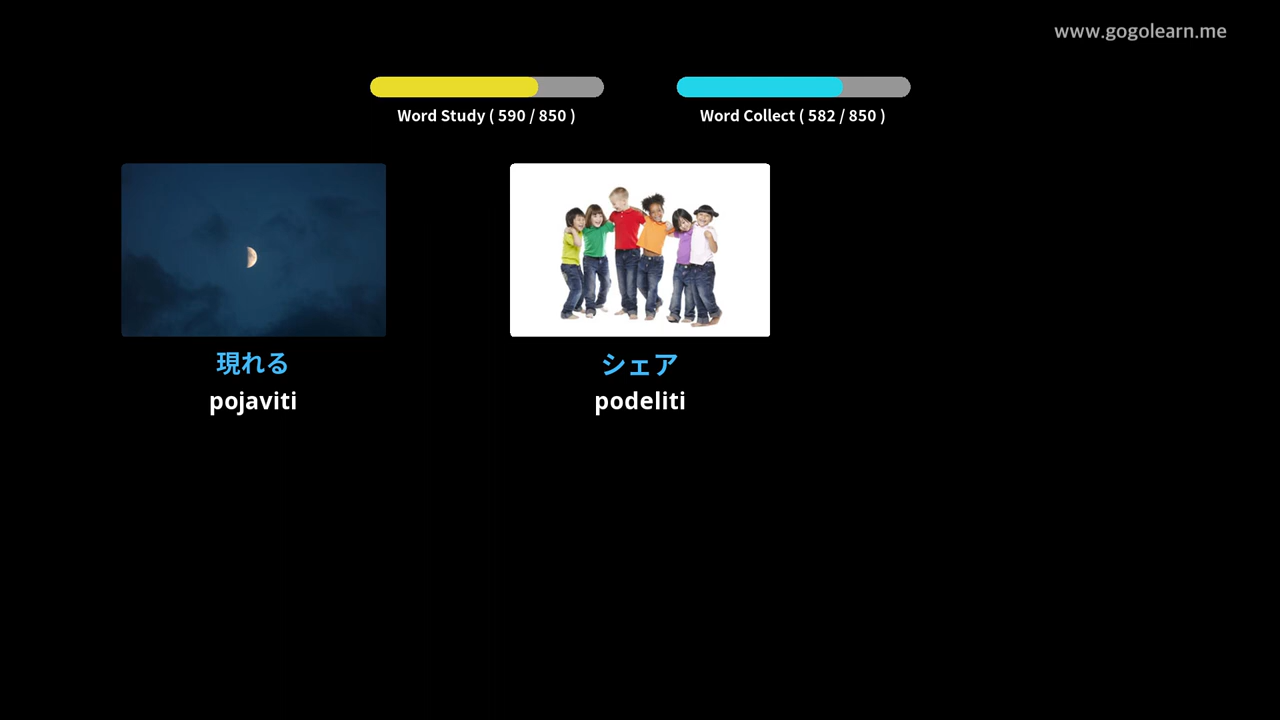 www.gogolearn.me
Word Study ( 590 / 850 )
Word Collect ( 582 / 850 )
現れる
pojaviti
シェア
podeliti